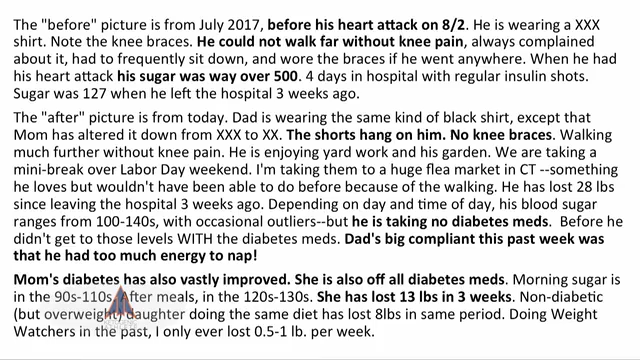 The "before" picture is from July 2017, before his heart attack on 8/2. He is wearing a XXX
shirt. Note the knee braces. He could not walk far without knee pain, always complained
about it, had to frequently sit down, and wore the braces if he went anywhere. When he had
his heart attack his sugar was way over 500. 4 days in hospital with regular insulin shots.
Sugar was 127 when he left the hospital 3 weeks ago.
The "after" picture is from today. Dad is wearing the same kind of black shirt, except that
Mom has altered it down from XXX to XX. The shorts hang on him. No knee braces. Walking
much further without knee pain. He is enjoying yard work and his garden. We are taking a
mini-break over Labor Day weekend. I'm taking them to a huge flea market in CT --something
he loves but wouldn't have been able to do before because of the walking. He has lost 28 lbs
since leaving the hospital 3 weeks ago. Depending on day and time of day, his blood sugar
ranges from 100-140s, with occasional outliers--but he is taking no diabetes meds. Before he
didn't get to those levels WITH the diabetes meds. Dad's big compliant this past week was
that he had too much energy to nap!
Mom's diabetes has also vastly improved. She is also off all diabetes meds. Morning sugar is
in the 90s-110s. After meals, in the 120s-130s. She has lost 13 lbs in 3 weeks. Non-diabetic
(but overweight) daughter doing the same diet has lost 8lbs in same period. Doing Weight
Watchers in the past, I only ever lost 0.5-1 lb. per week.